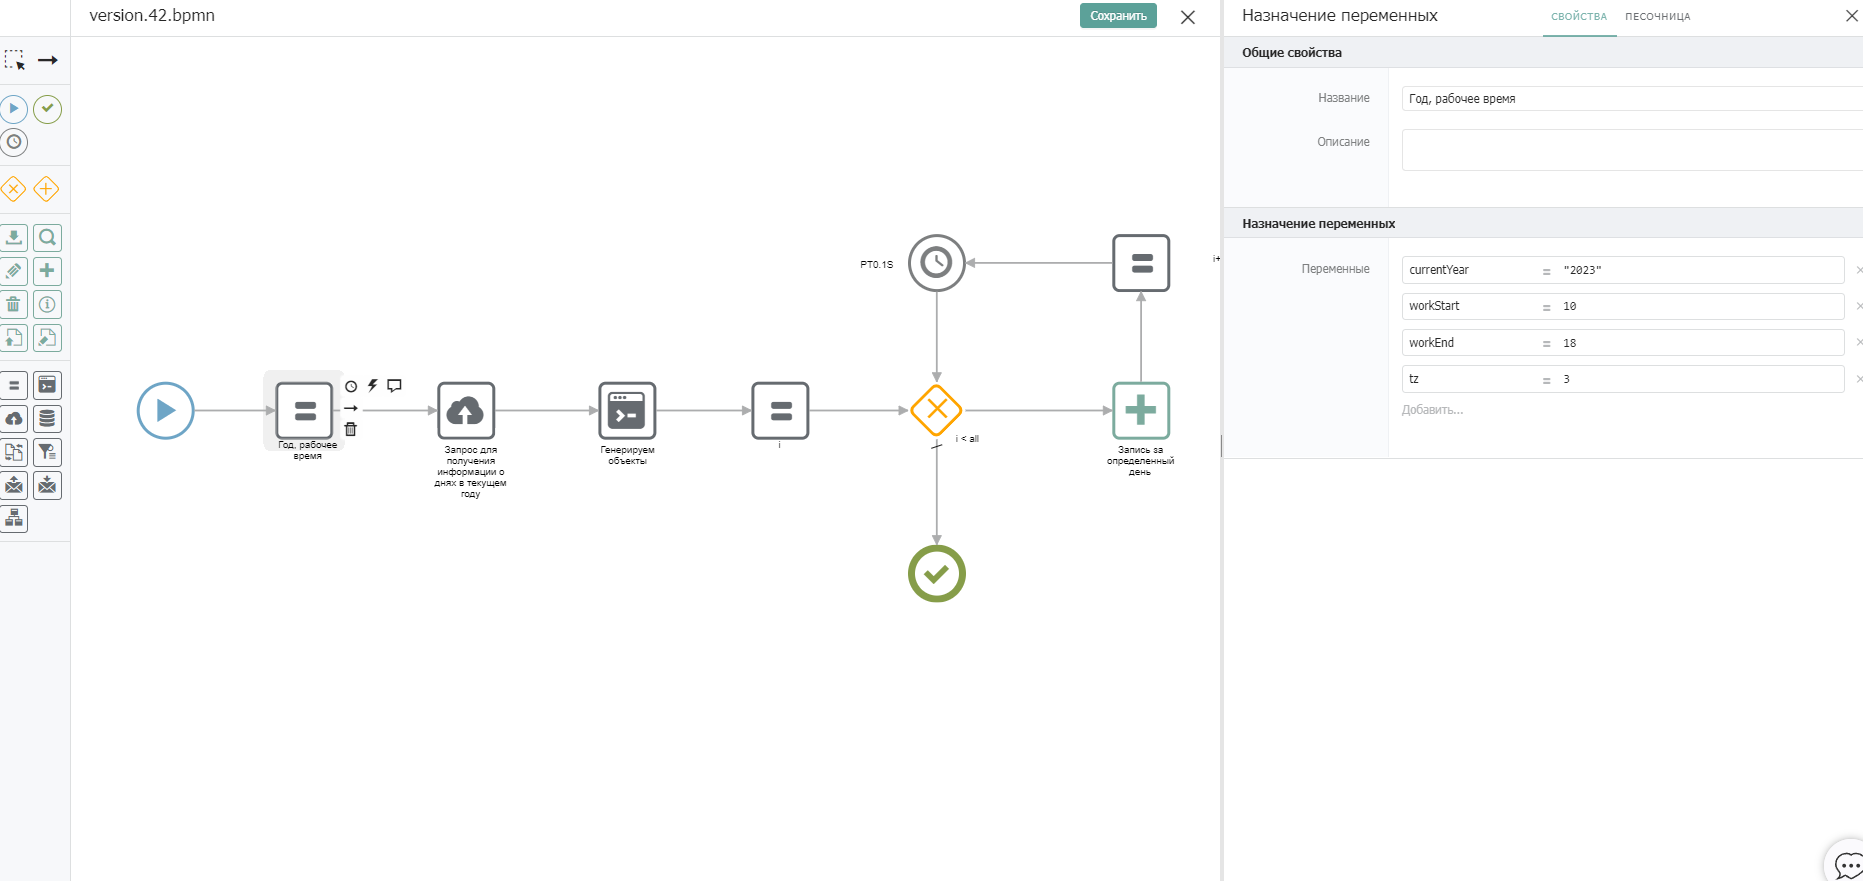 version.42.bpmn
Сохранить
PT0.1S
i+
Год, рабочее
время
Запрос для
получения
информации о
днях в текущем
году
Генерируем
объекты
i
i < all
Запись за
определенный
день
Назначение переменных
СВОЙСТВА
ПЕСОЧНИЦА
Общие свойства
Название
Год, рабочее время
Описание
Назначение переменных
Переменные
currentYear = "2023"
workStart = 10
workEnd = 18
tz = 3
Добавить...